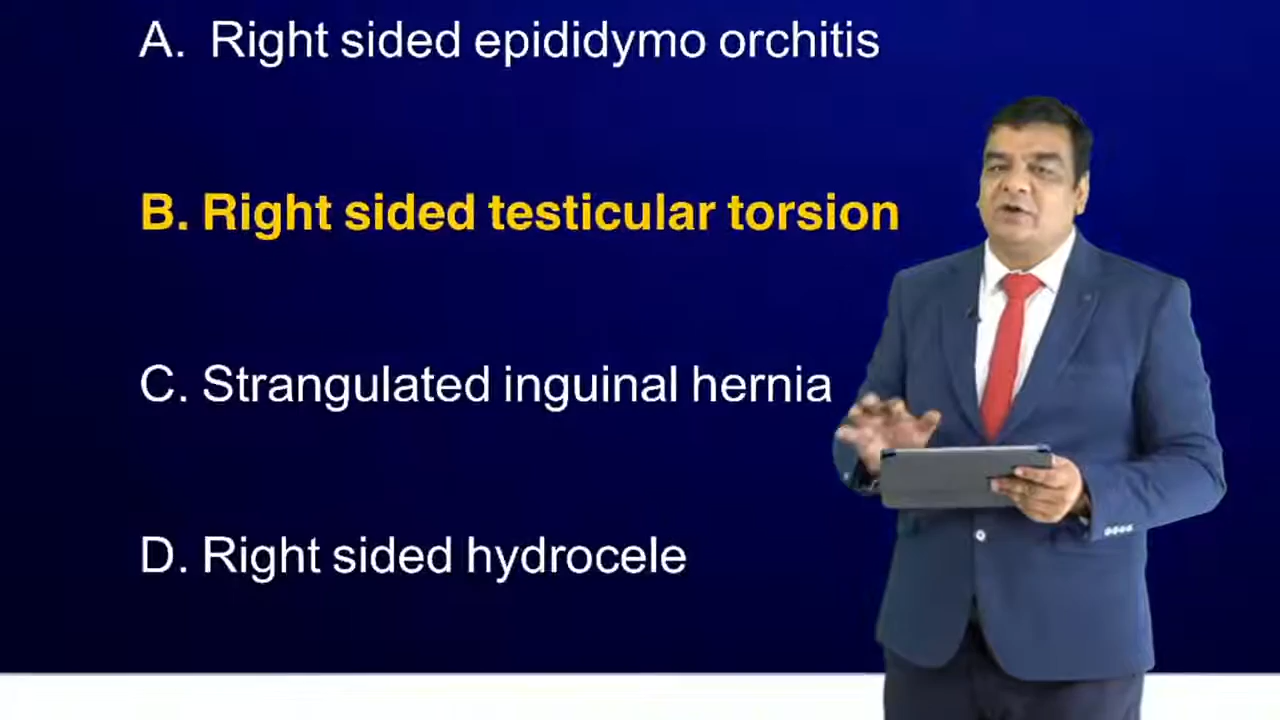 A. Right sided epididymo orchitis
B. Right sided testicular torsion
C. Strangulated inguinal hernia
D. Right sided hydrocele